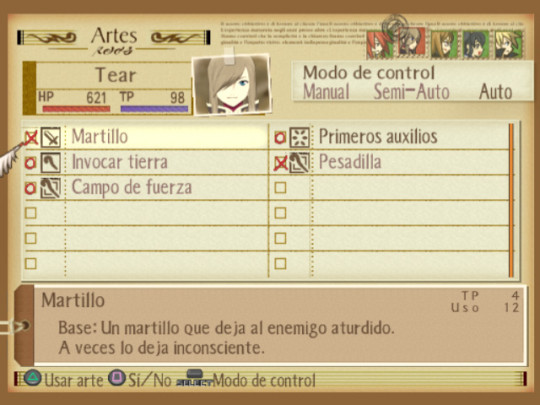 Artes
Tear
HP 621 TP 98
Modo de control
Manual Semi-Auto Auto
Martillo
Primeros auxilios
Invocar tierra
Pesadilla
Campo de fuerza
Martillo
TP 4
Uso 12
Base: Un martillo que deja al enemigo aturdido.
A veces lo deja inconsciente.
Usar arte Sí/No SELECT Modo de control